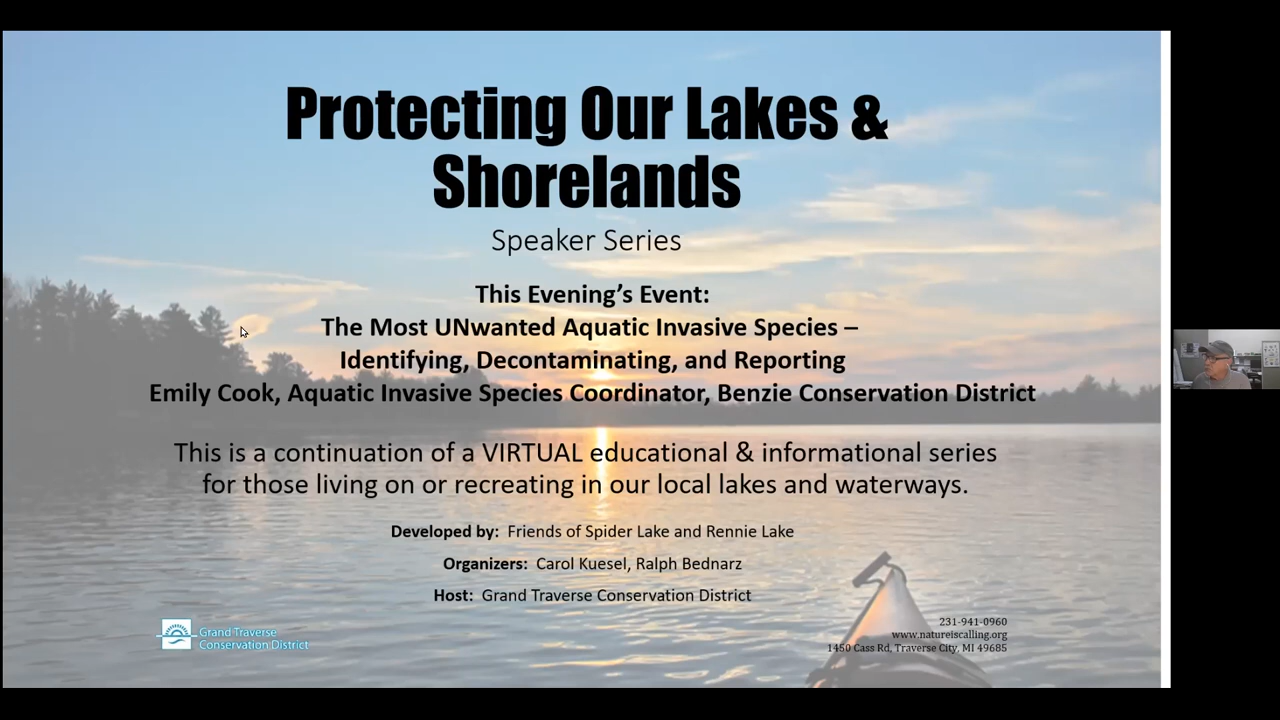 Protecting Our Lakes &
Shorelands
Speaker Series
This Evening's Event:
The Most UNwanted Aquatic Invasive Species –
Identifying, Decontaminating, and Reporting
Emily Cook, Aquatic Invasive Species Coordinator, Benzie Conservation District
This is a continuation of a VIRTUAL educational & informational series
for those living on or recreating in our local lakes and waterways.
Developed by: Friends of Spider Lake and Rennie Lake
Organizers: Carol Kuesel, Ralph Bednarz
Host: Grand Traverse Conservation District
Grand Traverse
Conservation District
231-941-0960
www.natureiscalling.org
1450 Cass Rd, Traverse City, MI 49685